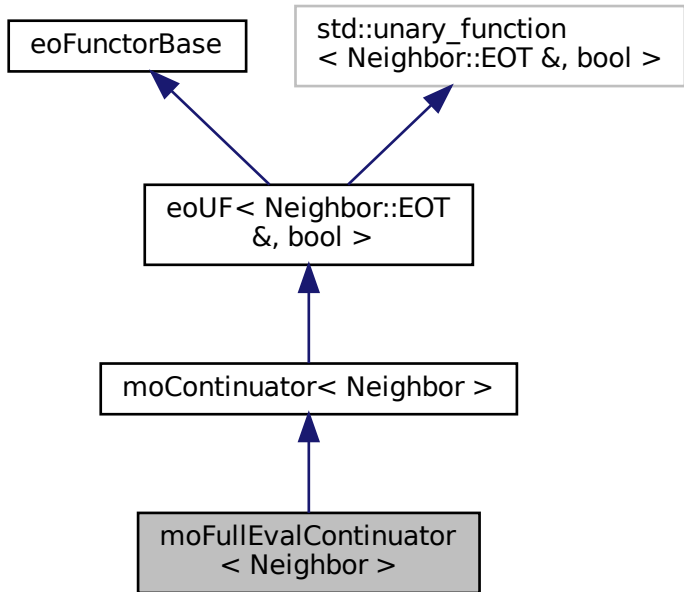 eoFunctorBase
std::unary_function
< Neighbor::EOT &, bool >
eoUF< Neighbor::EOT
&, bool >
moContinuator< Neighbor >
moFullEvalContinuator
< Neighbor >